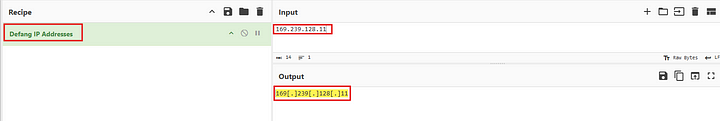 Recipe
Input
Defang IP Addresses
169.239.128.11
14
1
Raw Bytes
LF
Output
169[.]239[.]128[.]11